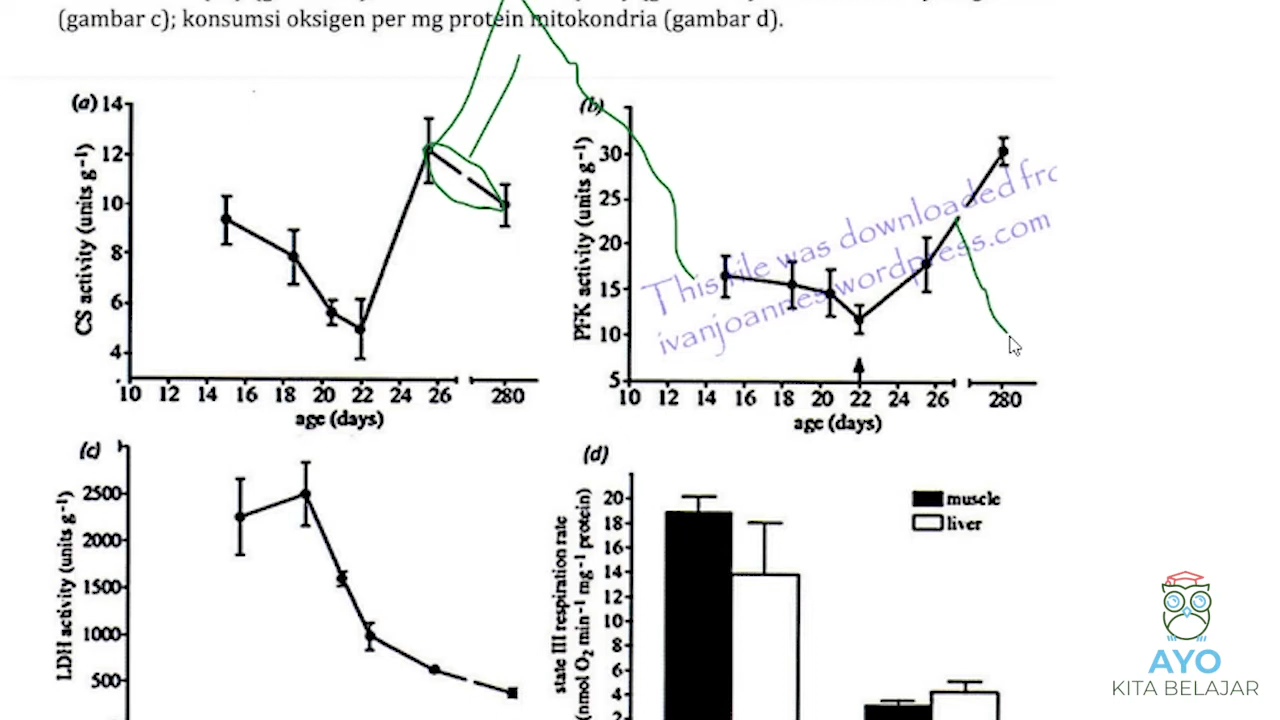 (gambar c); konsumsi oksigen per mg protein mitokondria (gambar d).
(a)
14
12
10
8
6
4
CS activity (units g⁻¹)
10 12 14 16 18 20 22 24 26 280
age (days)
(b)
30
25
20
15
10
5
PFK activity (units g⁻¹)
This file was downloaded fro
ivanjoannes.wordpress.com
10 12 14 16 18 20 22 24 26 280
age (days)
(c)
2500
2000
1500
1000
500
LDH activity (units g⁻¹)
(d)
20
18
16
14
12
10
8
6
4
2
state III respiration rate
(nmol O₂ min⁻¹ mg⁻¹ protein)
muscle
liver
AYO
KITA BELAJAR